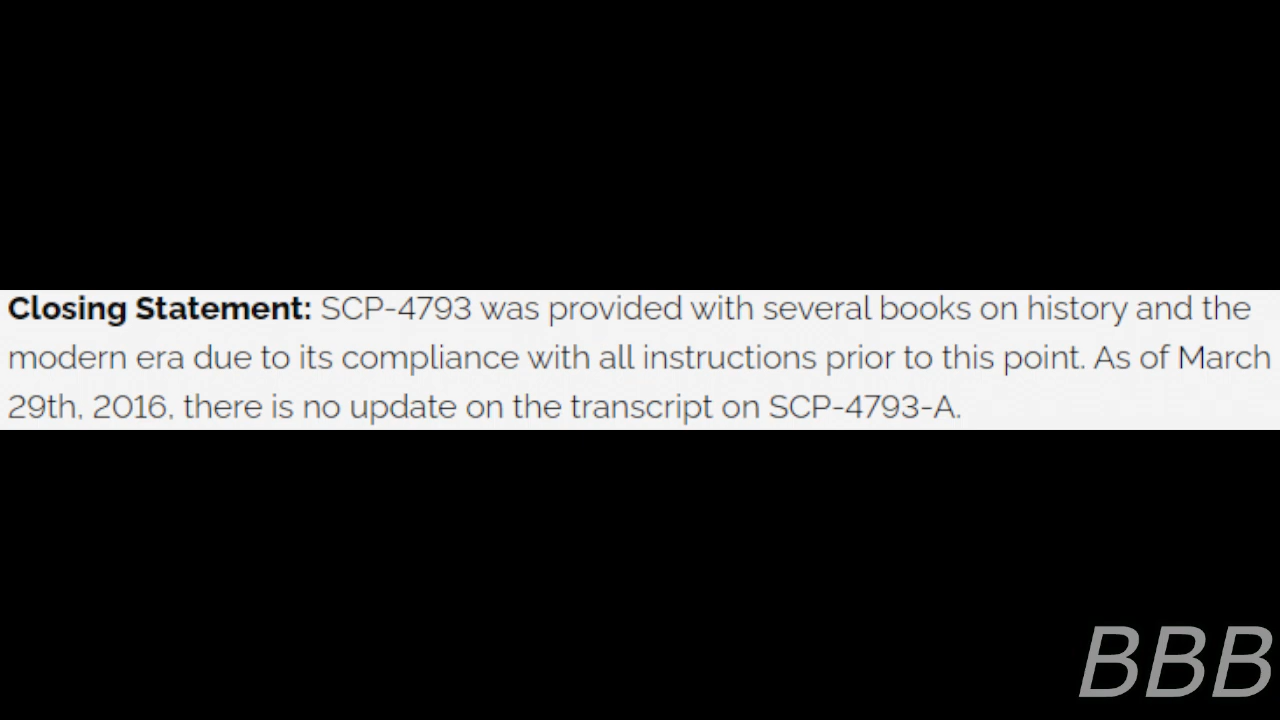 Closing Statement: SCP-4793 was provided with several books on history and the
modern era due to its compliance with all instructions prior to this point. As of March
29th, 2016, there is no update on the transcript on SCP-4793-A.
BBB